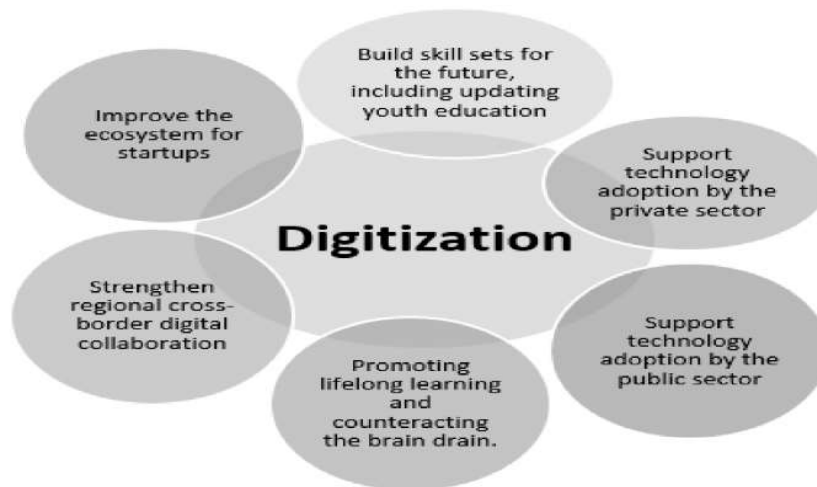 Build skill sets for
the future,
including updating
youth education
Support
technology
adoption by the
private sector
Support
technology
adoption by the
public sector
Promoting
lifelong learning
and
counteracting
the brain drain.
Strengthen
regional cross-
border digital
collaboration
Improve the
ecosystem for
startups
Digitization